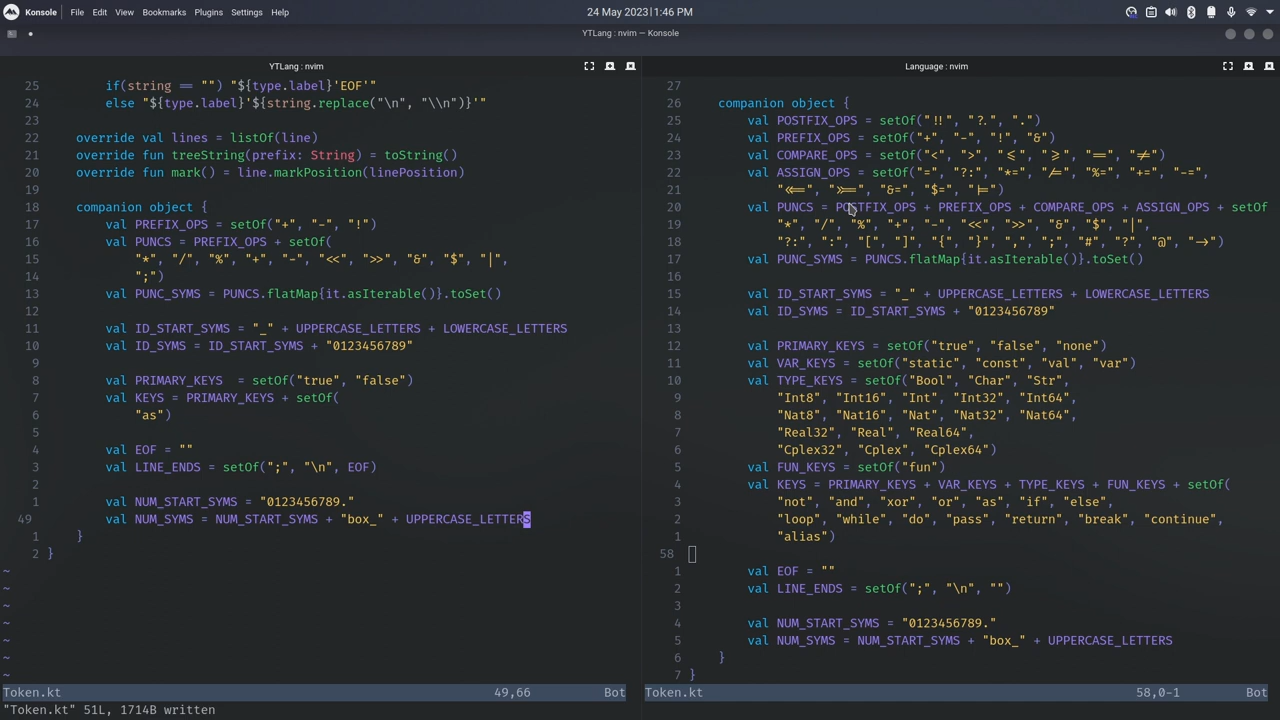 Konsole File Edit View Bookmarks Plugins Settings Help 24 May 2023|1:46 PM
YTLang : nvim — Konsole
YTLang : nvim
25 if(string == "") "${type.label}'EOF'"
24 else "${type.label}'${string.replace("\n", "\\n")}'"
23
22 override val lines = listOf(line)
21 override fun treeString(prefix: String) = toString()
20 override fun mark() = line.markPosition(linePosition)
19
18 companion object {
17 val PREFIX_OPS = setOf("+", "-", "!")
16 val PUNCS = PREFIX_OPS + setOf(
15 "*", "/", "%", "+", "-", "<<", ">>", "&", "$", "|",
14 ";")
13 val PUNC_SYMS = PUNCS.flatMap{it.asIterable()}.toSet()
12
11 val ID_START_SYMS = "_" + UPPERCASE_LETTERS + LOWERCASE_LETTERS
10 val ID_SYMS = ID_START_SYMS + "0123456789"
9
8 val PRIMARY_KEYS  = setOf("true", "false")
7 val KEYS = PRIMARY_KEYS + setOf(
6 "as")
5
4 val EOF = ""
3 val LINE_ENDS = setOf(";", "\n", EOF)
2
1 val NUM_START_SYMS = "0123456789."
49 val NUM_SYMS = NUM_START_SYMS + "box_" + UPPERCASE_LETTERS
1 }
2 }
~
~
~
~
~
~
~
Token.kt 49,66 Bot
"Token.kt" 51L, 1714B written
Language : nvim
27
26 companion object {
25 val POSTFIX_OPS = setOf("!!", "?.", ".")
24 val PREFIX_OPS = setOf("+", "-", "!", "&")
23 val COMPARE_OPS = setOf("<", ">", "<=", ">=", "==", "!=")
22 val ASSIGN_OPS = setOf("=", "?:", "*=", "/=", "%=", "+=", "-=",
21 "<<=", ">>=", "&=", "$=", "|=")
20 val PUNCS = POSTFIX_OPS + PREFIX_OPS + COMPARE_OPS + ASSIGN_OPS + setOf
19 "*", "/", "%", "+", "-", "<<", ">>", "&", "$", "|",
18 "?:", ":", "[", "]", "{", "}", ",", ";", "#", "?", "@", "->")
17 val PUNC_SYMS = PUNCS.flatMap{it.asIterable()}.toSet()
15 val ID_START_SYMS = "_" + UPPERCASE_LETTERS + LOWERCASE_LETTERS
14 val ID_SYMS = ID_START_SYMS + "0123456789"
13
12 val PRIMARY_KEYS = setOf("true", "false", "none")
11 val VAR_KEYS = setOf("static", "const", "val", "var")
10 val TYPE_KEYS = setOf("Bool", "Char", "Str",
9 "Int8", "Int16", "Int", "Int32", "Int64",
8 "Nat8", "Nat16", "Nat", "Nat32", "Nat64",
7 "Real32", "Real", "Real64",
6 "Cplex32", "Cplex", "Cplex64")
5 val FUN_KEYS = setOf("fun")
4 val KEYS = PRIMARY_KEYS + VAR_KEYS + TYPE_KEYS + FUN_KEYS + setOf(
3 "not", "and", "xor", "or", "as", "if", "else",
2 "loop", "while", "do", "pass", "return", "break", "continue",
1 "alias")
58
1 val EOF = ""
2 val LINE_ENDS = setOf(";", "\n", "")
3
4 val NUM_START_SYMS = "0123456789."
5 val NUM_SYMS = NUM_START_SYMS + "box_" + UPPERCASE_LETTERS
6 }
7 }
Token.kt 58,0-1 Bot